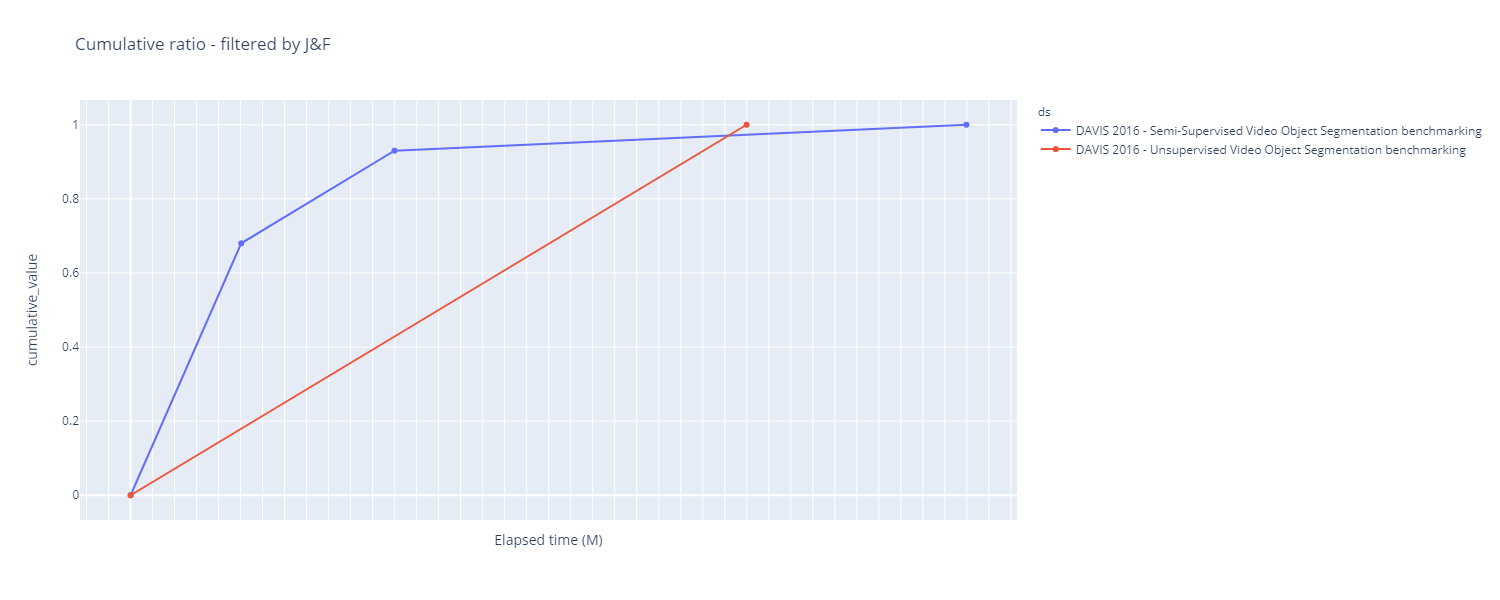 Cumulative ratio - filtered by J&F
ds
DAVIS 2016 - Semi-Supervised Video Object Segmentation benchmarking
DAVIS 2016 - Unsupervised Video Object Segmentation benchmarking
cumulative_value
1
0.8
0.6
0.4
0.2
0
Elapsed time (M)